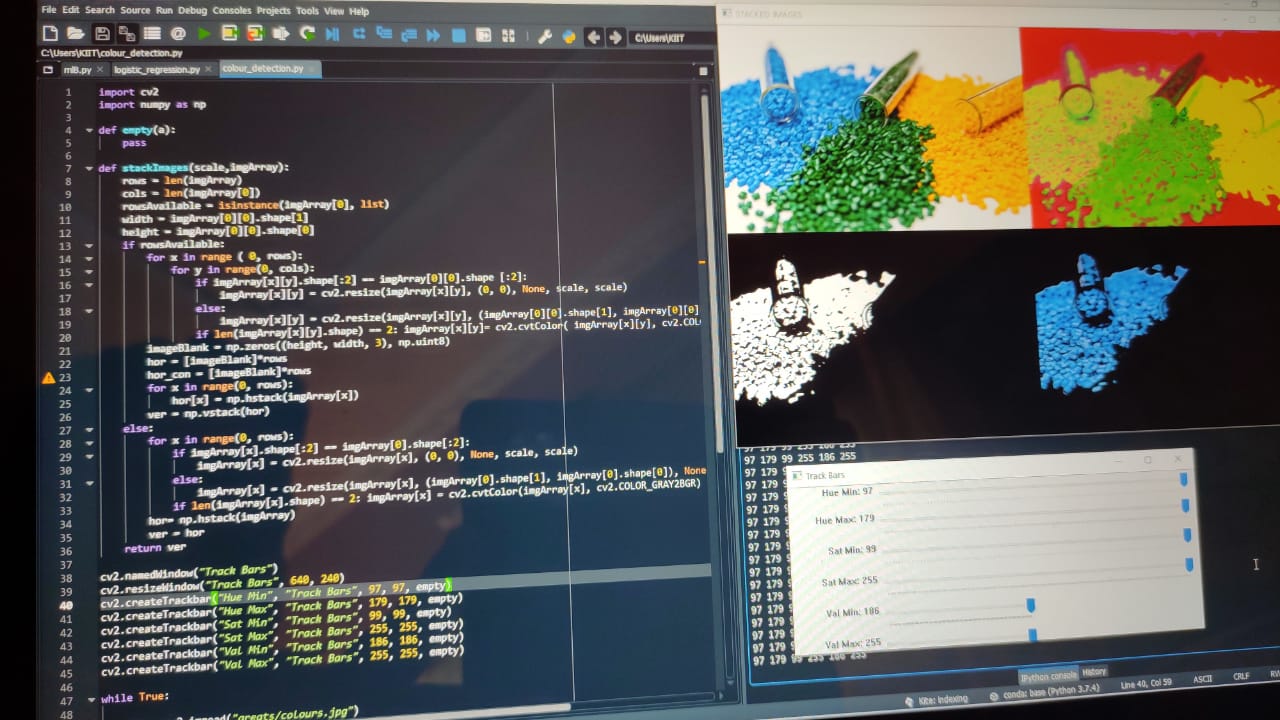 File Edit Search Source Run Debug Consoles Projects Tools View Help
C:\Users\KIIT
C:\Users\KIIT\colour_detection.py
mlB.py logistic_regression.py colour_detection.py
1 import cv2
2 import numpy as np
3
4 def empty(a):
5 pass
6
7 def stackImages(scale,imgArray):
8 rows = len(imgArray)
9 cols = len(imgArray[0])
10 rowsAvailable = isinstance(imgArray[0], list)
11 width = imgArray[0][0].shape[1]
12 height = imgArray[0][0].shape[0]
13 if rowsAvailable:
14 for x in range ( 0, rows):
15 for y in range(0, cols):
16 if imgArray[x][y].shape[:2] == imgArray[0][0].shape [:2]:
17 imgArray[x][y] = cv2.resize(imgArray[x][y], (0, 0), None, scale, scale)
18 else:
19 imgArray[x][y] = cv2.resize(imgArray[x][y], (imgArray[0][0].shape[1], imgArray[0][0]
20 if len(imgArray[x][y].shape) == 2: imgArray[x][y]= cv2.cvtColor( imgArray[x][y], cv2.COL
21 imageBlank = np.zeros((height, width, 3), np.uint8)
22 hor = [imageBlank]*rows
23 hor_con = [imageBlank]*rows
24 for x in range(0, rows):
25 hor[x] = np.hstack(imgArray[x])
26 ver = np.vstack(hor)
27 else:
28 for x in range(0, rows):
29 if imgArray[x].shape[:2] == imgArray[0].shape[:2]:
30 imgArray[x] = cv2.resize(imgArray[x], (0, 0), None, scale, scale)
31 else:
32 imgArray[x] = cv2.resize(imgArray[x], (imgArray[0].shape[1], imgArray[0].shape[0]), None
33 if len(imgArray[x].shape) == 2: imgArray[x] = cv2.cvtColor(imgArray[x], cv2.COLOR_GRAY2BGR)
34 hor= np.hstack(imgArray)
35 ver = hor
36 return ver
37
38 cv2.namedWindow("Track Bars")
39 cv2.resizeWindow("Track Bars", 640, 240)
40 cv2.createTrackbar("Hue Min", "Track Bars", 97, 97, empty)
41 cv2.createTrackbar("Hue Max", "Track Bars", 179, 179, empty)
42 cv2.createTrackbar("Sat Min", "Track Bars", 99, 99, empty)
43 cv2.createTrackbar("Sat Max", "Track Bars", 255, 255, empty)
44 cv2.createTrackbar("Val Min", "Track Bars", 186, 186, empty)
45 cv2.createTrackbar("Val Max", "Track Bars", 255, 255, empty)
46
47 while True:
48
STACKED IMAGES
97 179 99 255 186 255
97 179 99 255 186 255
97 179
97 179
97 179
97 179
97 179
97 179
97 179
97 179
97 179
97 179
97 179
97 179
97 179
97 179
97 179 99 255 186 255
Track Bars
Hue Min: 97
Hue Max: 179
Sat Min: 99
Sat Max: 255
Val Min: 186
Val Max: 255
IPython console History
Kite: indexing conda: base (Python 3.7.4) Line 40, Col 59 ASCII CRLF